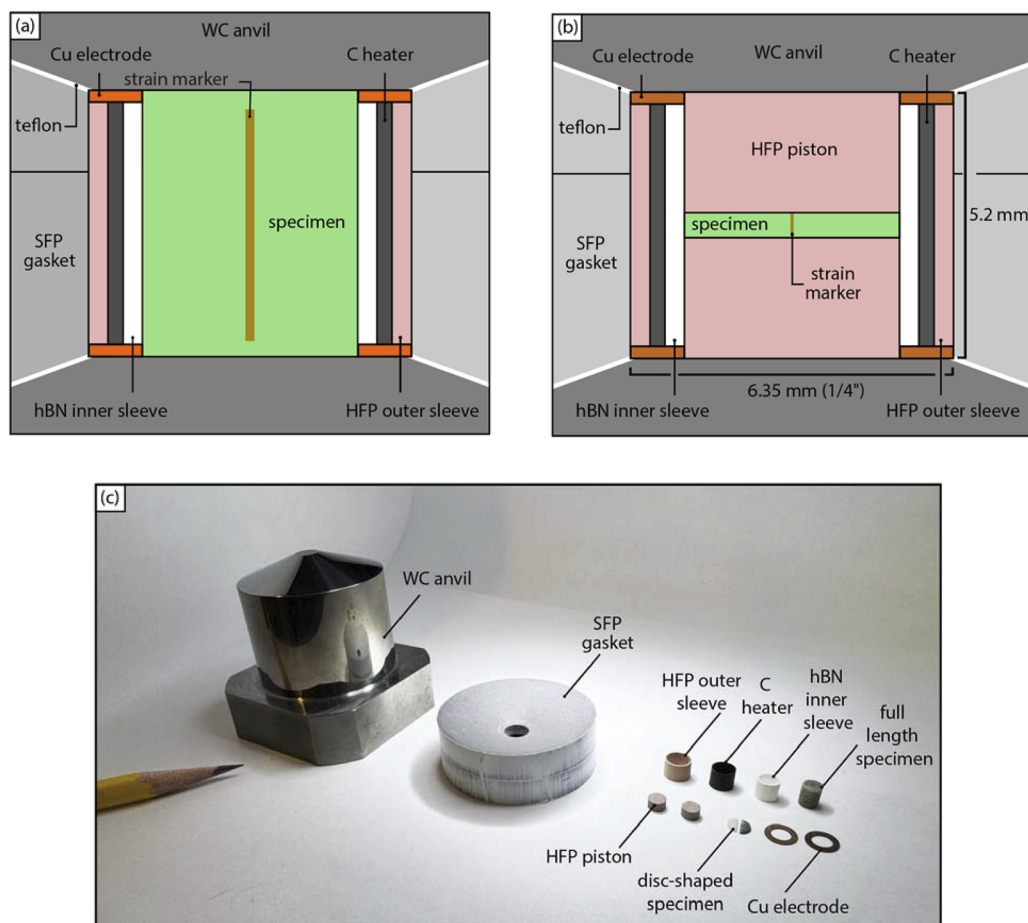 (a)
WC anvil
Cu electrode
C heater
strain marker
teflon
specimen
SFP
gasket
hBN inner sleeve
HFP outer sleeve
(b)
Cu electrode
WC anvil
C heater
teflon
HFP piston
specimen
5.2 mm
SFP
gasket
strain
marker
6.35 mm (1/4")
hBN inner sleeve
HFP outer sleeve
(c)
WC anvil
SFP
gasket
HFP outer
sleeve
C
heater
hBN
inner
sleeve
full
length
specimen
HFP piston
disc-shaped
specimen
Cu electrode